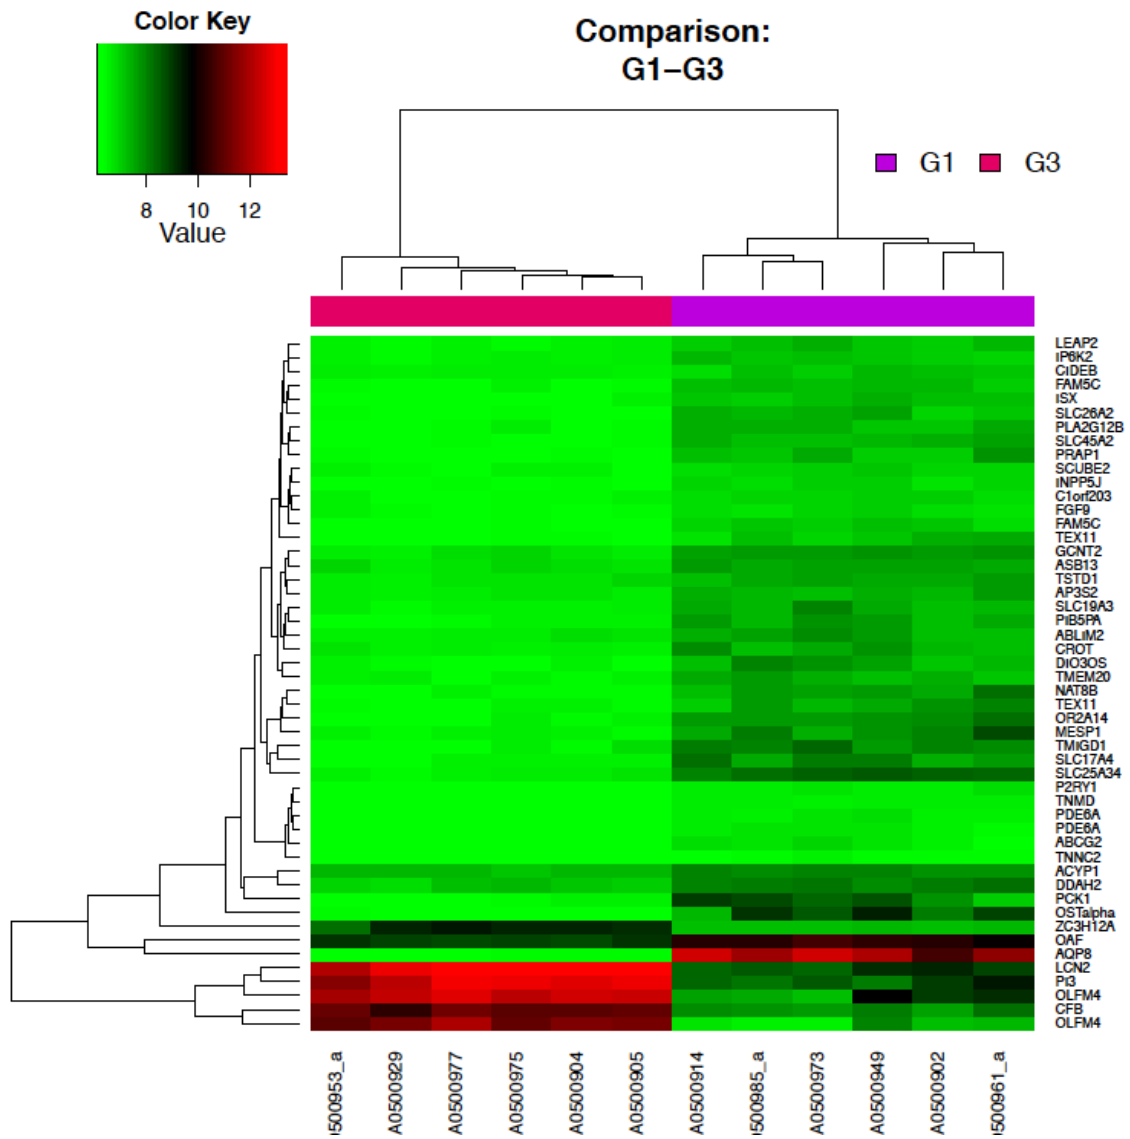 Color Key
8 10 12
Value
Comparison:
G1−G3
G1 G3
LEAP2
iP6K2
CiDEB
FAM5C
iSX
SLC26A2
PLA2G12B
SLC45A2
PRAP1
SCUBE2
iNPP5J
C1orf203
FGF9
FAM5C
TEX11
GCNT2
ASB13
TSTD1
AP3S2
SLC19A3
PiB5PA
ABLiM2
CROT
DiO3OS
TMEM20
NAT8B
TEX11
OR2A14
MESP1
TMiGD1
SLC17A4
SLC25A34
P2RY1
TNMD
PDE6A
PDE6A
ABCG2
TNNC2
ACYP1
DDAH2
PCK1
OSTalpha
ZC3H12A
OAF
AQP8
LCN2
Pi3
OLFM4
CFB
OLFM4
0500953_a
A0500929
A0500977
A0500975
A0500904
A0500905
A0500914
0500985_a
A0500973
A0500949
A0500902
0500961_a